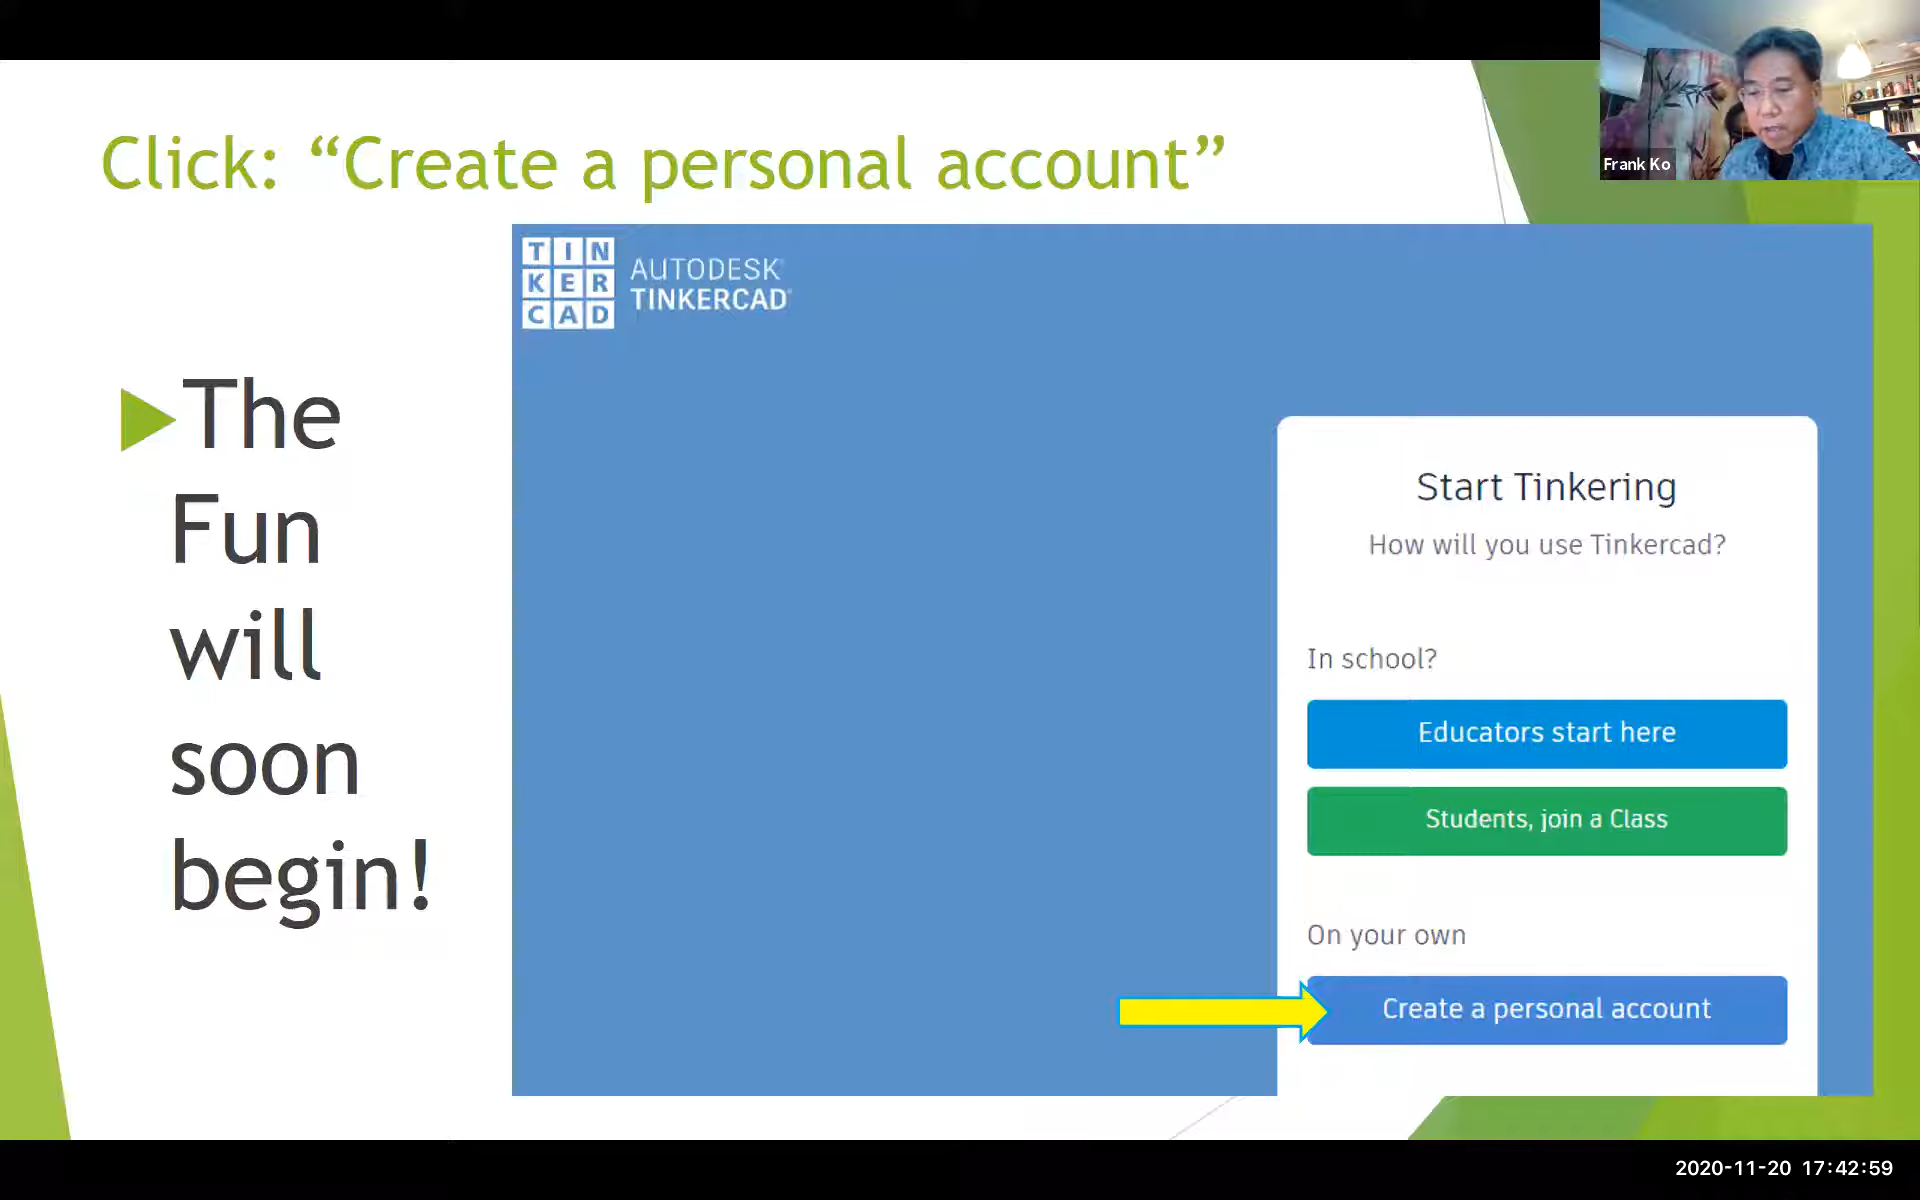 Click: “Create a personal account”
Frank Ko
The
Fun
will
soon
begin!
TIN
KER
CAD
AUTODESK®
TINKERCAD®
Start Tinkering
How will you use Tinkercad?
In school?
Educators start here
Students, join a Class
On your own
Create a personal account
2020-11-20 17:42:59